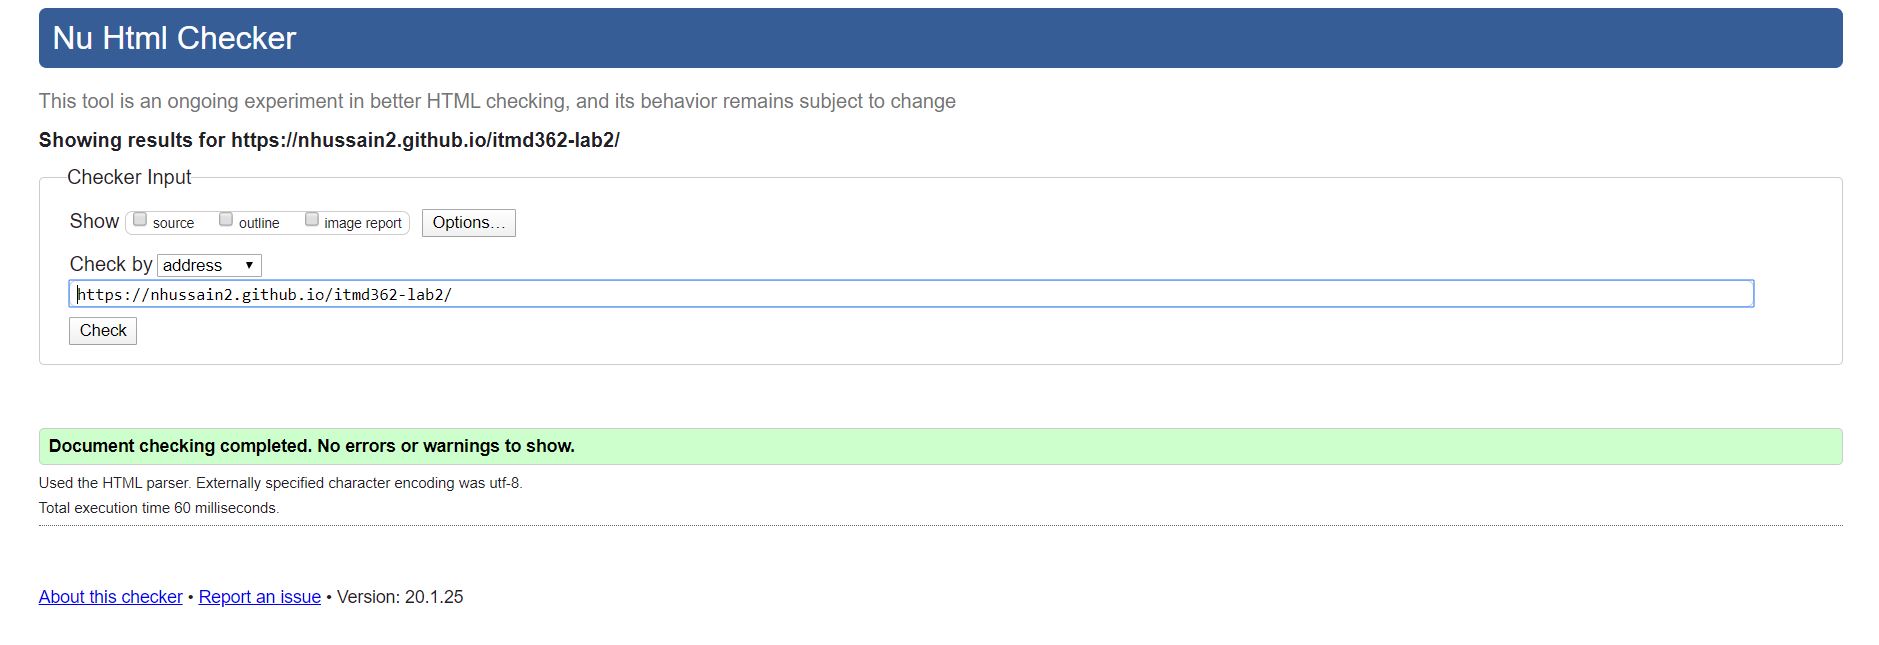 Nu Html Checker
This tool is an ongoing experiment in better HTML checking, and its behavior remains subject to change
Showing results for https://nhussain2.github.io/itmd362-lab2/
Checker Input
Show source outline image report Options...
Check by address
https://nhussain2.github.io/itmd362-lab2/
Check
Document checking completed. No errors or warnings to show.
Used the HTML parser. Externally specified character encoding was utf-8.
Total execution time 60 milliseconds.
About this checker • Report an issue • Version: 20.1.25